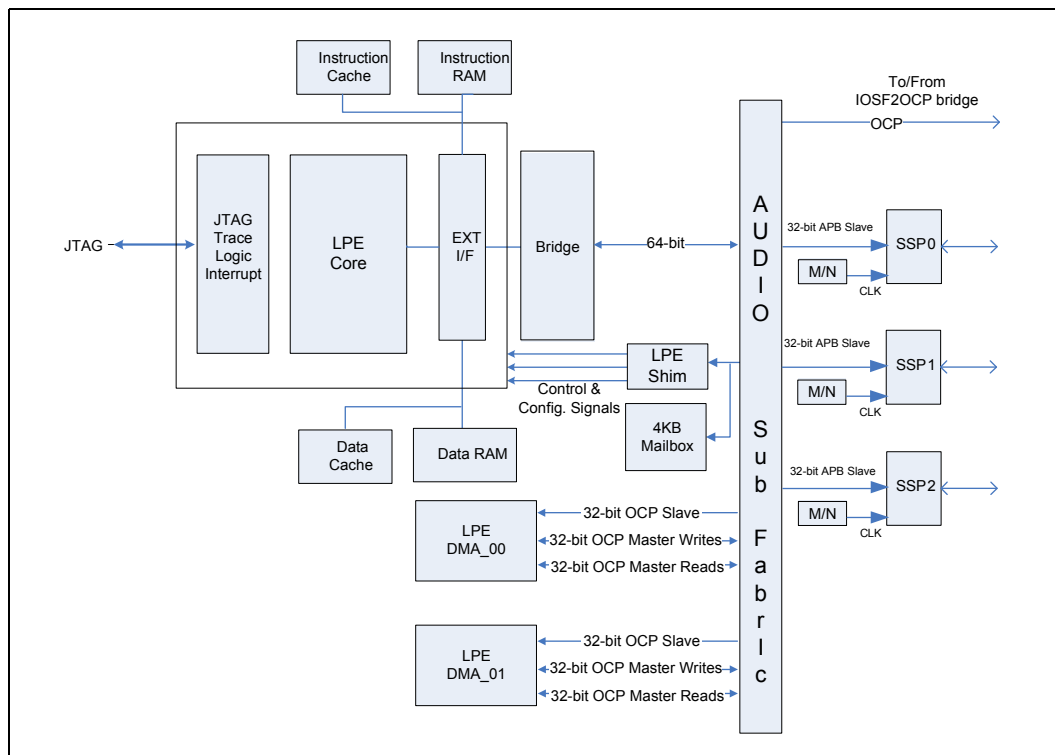 Instruction
Cache
Instruction
RAM
To/From
IOSF2OCP bridge
OCP
JTAG
JTAG
Trace
Logic
Interrupt
LPE
Core
EXT
I/F
Bridge
64-bit
AUDIO Sub FabrIc
32-bit APB Slave
SSP0
M/N
CLK
LPE
Shim
Control &
Config. Signals
4KB
Mailbox
32-bit APB Slave
SSP1
M/N
CLK
Data
Cache
Data RAM
32-bit APB Slave
SSP2
M/N
CLK
LPE
DMA_00
32-bit OCP Slave
32-bit OCP Master Writes
32-bit OCP Master Reads
LPE
DMA_01
32-bit OCP Slave
32-bit OCP Master Writes
32-bit OCP Master Reads